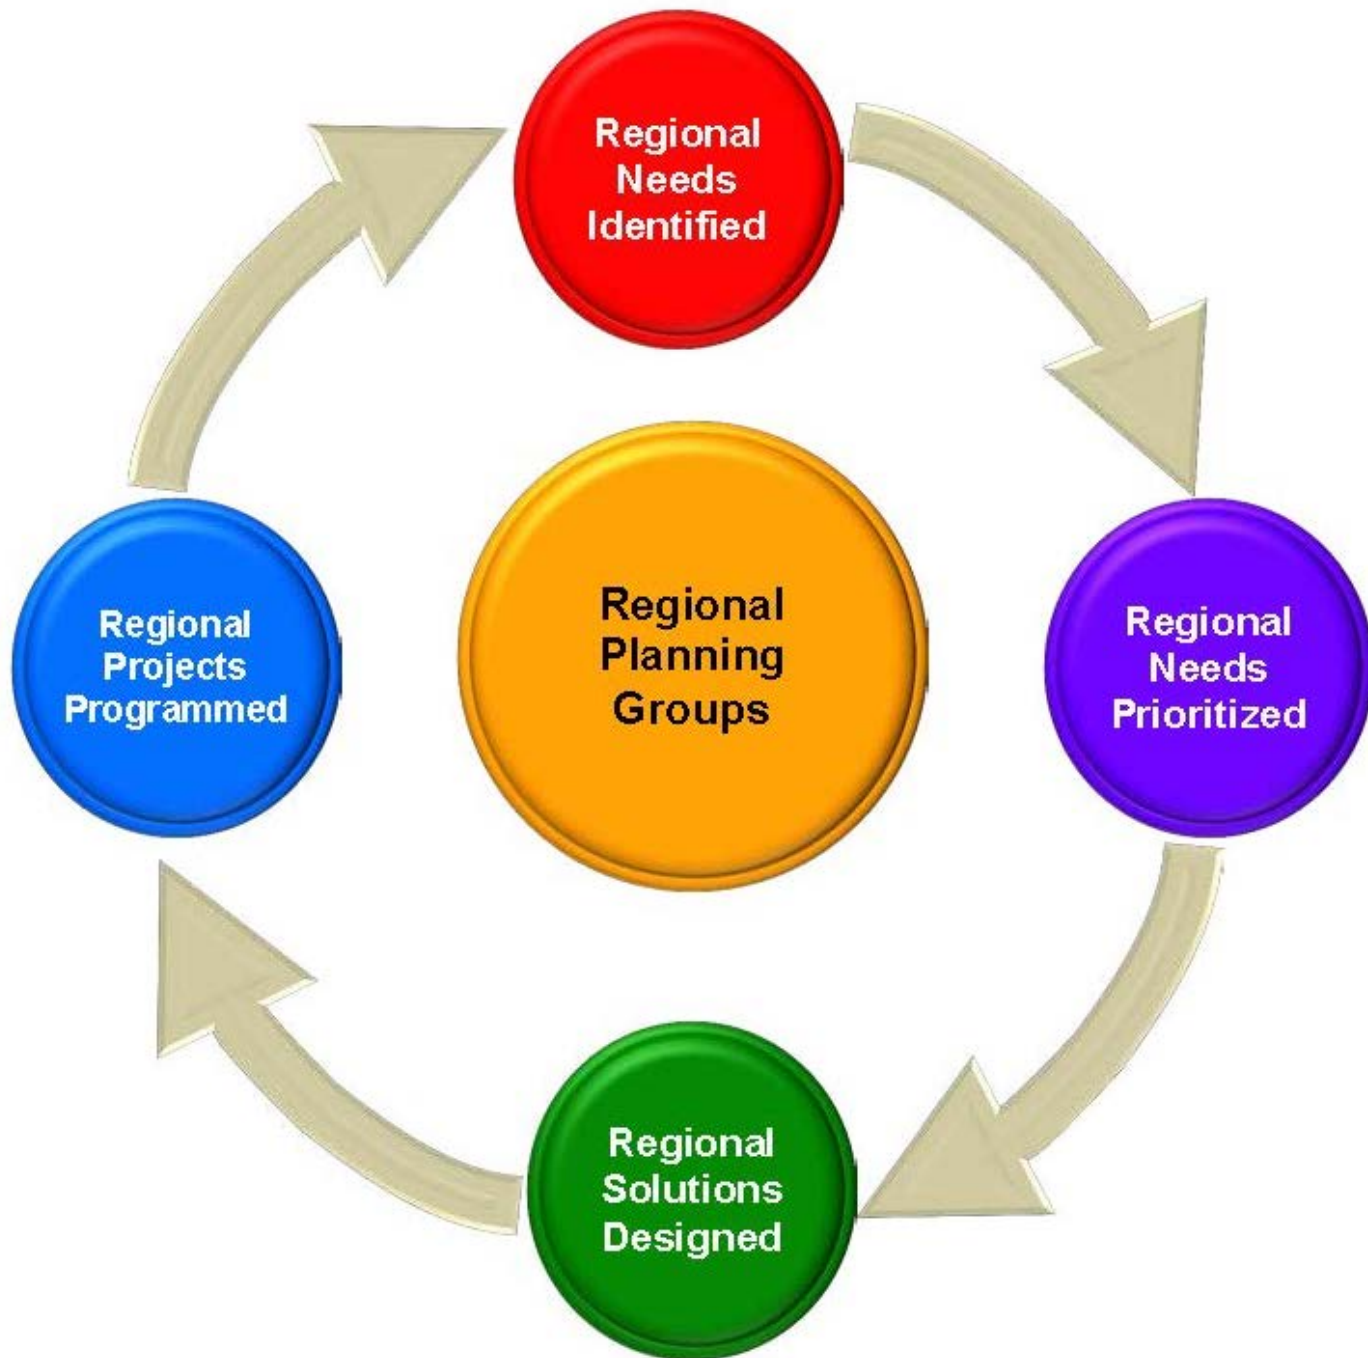 Regional
Needs
Identified
Regional
Needs
Prioritized
Regional
Solutions
Designed
Regional
Projects
Programmed
Regional
Planning
Groups